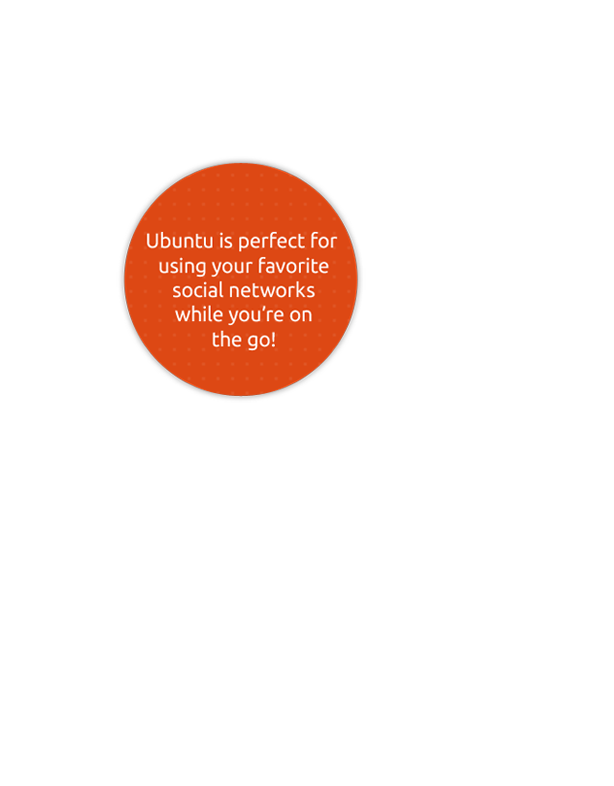 Ubuntu is perfect for
using your favorite
social networks
while you’re on
the go!